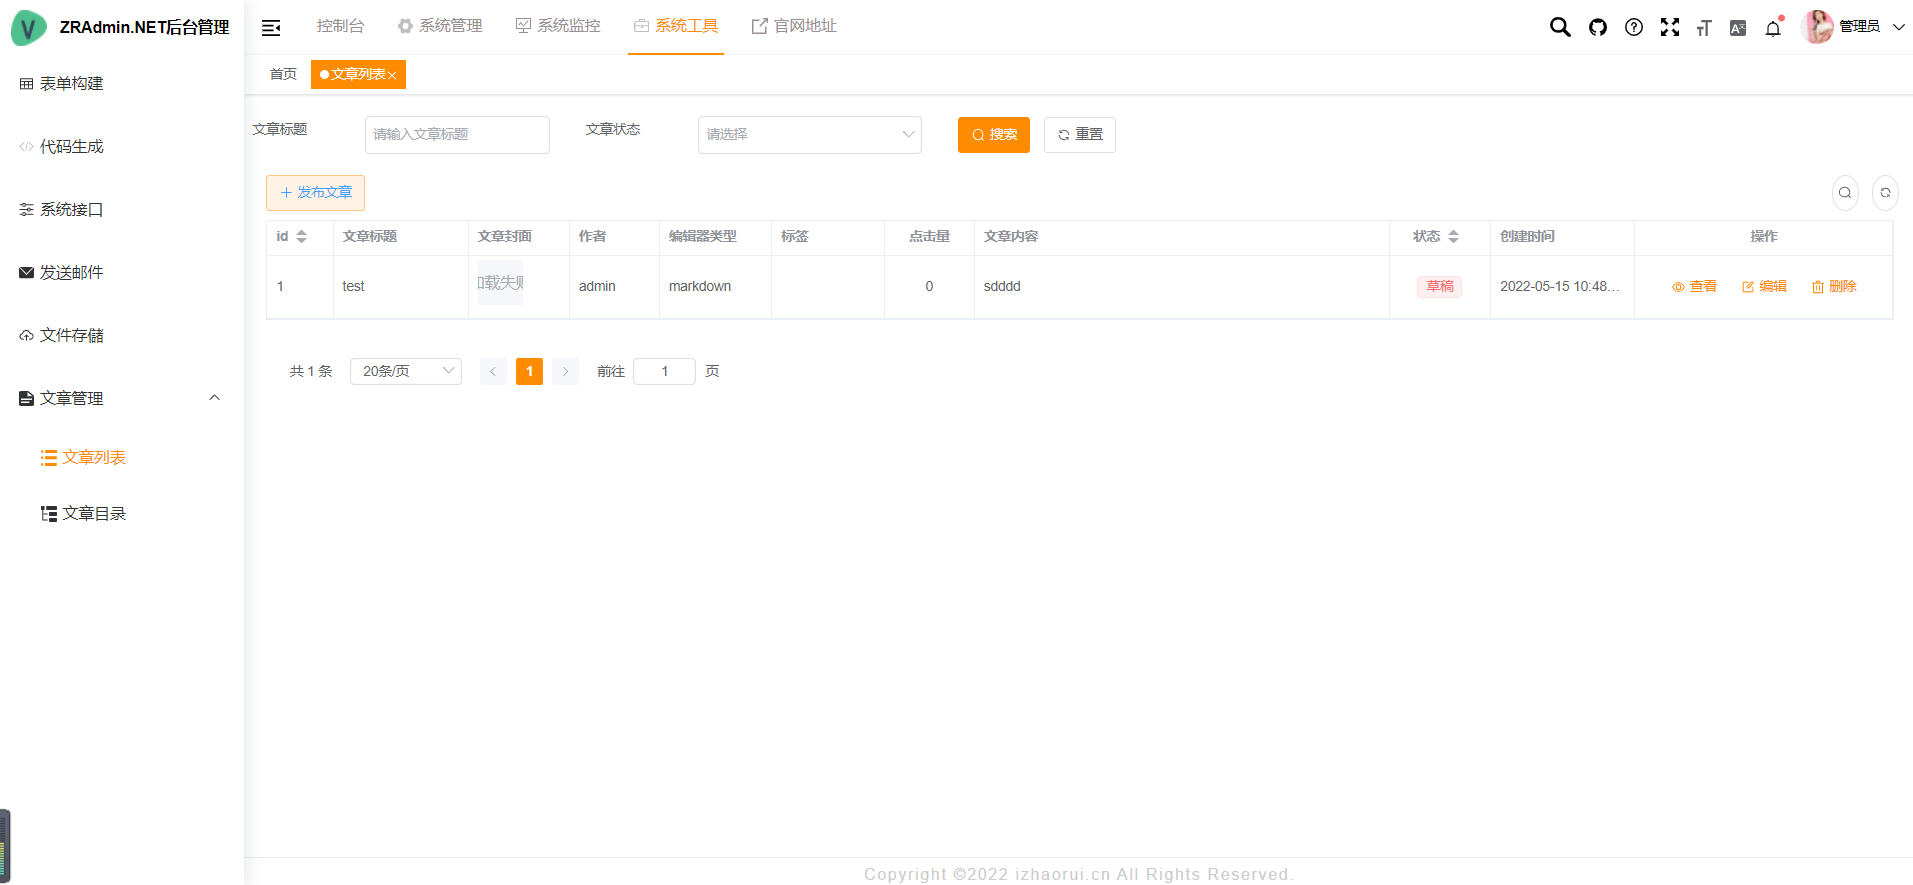 ZRAdmin.NET后台管理
控制台 系统管理 系统监控 系统工具 官网地址
管理员
首页 文章列表
表单构建
代码生成
系统接口
发送邮件
文件存储
文章管理
文章列表
文章目录
文章标题 请输入文章标题 文章状态 请选择 搜索 重置
发布文章
id 文章标题 文章封面 作者 编辑器类型 标签 点击量 文章内容 状态 创建时间 操作
1 test 加载失败 admin markdown 0 sdddd 草稿 2022-05-15 10:48... 查看 编辑 删除
共 1 条 20条/页 1 前往 1 页
Copyright ©2022 izhaorui.cn All Rights Reserved.